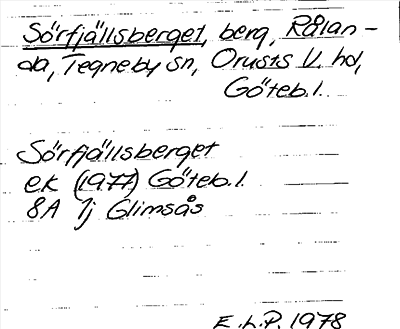 Sörfjällsberget, berg, Rålan-
da, Tegneby sn, Orusts V. hd,
Göteb.l.
Sörfjällsberget
ek (1977) Göteb.l.
8A 1j Glimsås
E.L.P. 1978